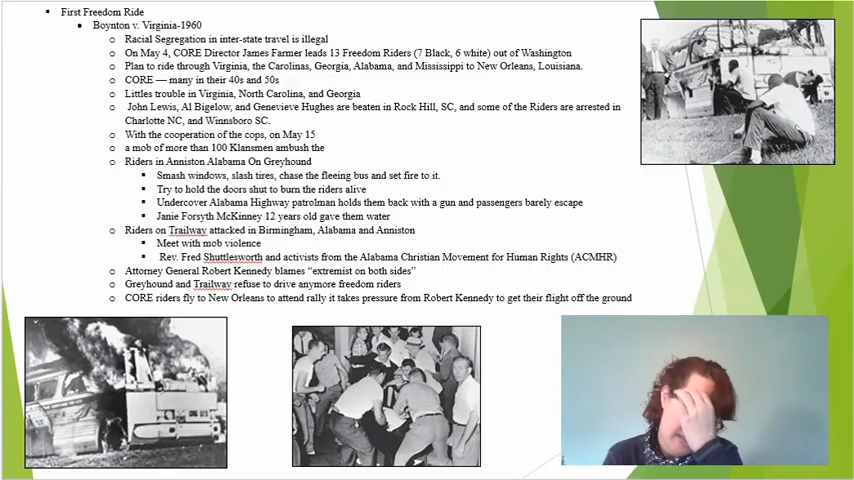 First Freedom Ride
Boynton v. Virginia-1960
Racial Segregation in inter-state travel is illegal
On May 4, CORE Director James Farmer leads 13 Freedom Riders (7 Black, 6 white) out of Washington
Plan to ride through Virginia, the Carolinas, Georgia, Alabama, and Mississippi to New Orleans, Louisiana.
CORE — many in their 40s and 50s
Littles trouble in Virginia, North Carolina, and Georgia
John Lewis, Al Bigelow, and Genevieve Hughes are beaten in Rock Hill, SC, and some of the Riders are arrested in
Charlotte NC, and Winnsboro SC.
With the cooperation of the cops, on May 15
a mob of more than 100 Klansmen ambush the
Riders in Anniston Alabama On Greyhound
Smash windows, slash tires, chase the fleeing bus and set fire to it.
Try to hold the doors shut to burn the riders alive
Undercover Alabama Highway patrolman holds them back with a gun and passengers barely escape
Janie Forsyth McKinney 12 years old gave them water
Riders on Trailway attacked in Birmingham, Alabama and Anniston
Meet with mob violence
Rev. Fred Shuttlesworth and activists from the Alabama Christian Movement for Human Rights (ACMHR)
Attorney General Robert Kennedy blames “extremist on both sides”
Greyhound and Trailway refuse to drive anymore freedom riders
CORE riders fly to New Orleans to attend rally it takes pressure from Robert Kennedy to get their flight off the ground